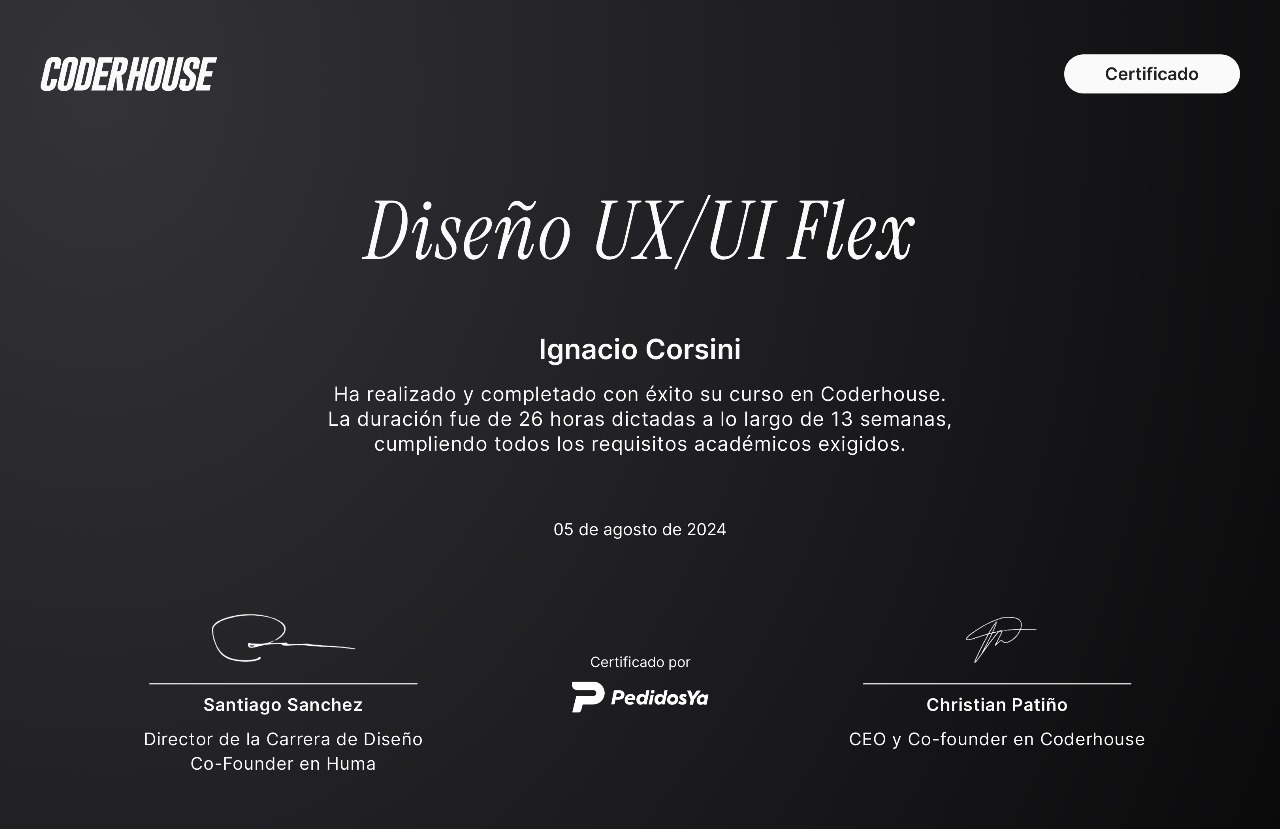 CODERHOUSE
Certificado
Diseño UX/UI Flex
Ignacio Corsini
Ha realizado y completado con éxito su curso en Coderhouse.
La duración fue de 26 horas dictadas a lo largo de 13 semanas,
cumpliendo todos los requisitos académicos exigidos.
05 de agosto de 2024
Santiago Sanchez
Director de la Carrera de Diseño
Co-Founder en Huma
Certificado por
PedidosYa
Christian Patiño
CEO y Co-founder en Coderhouse